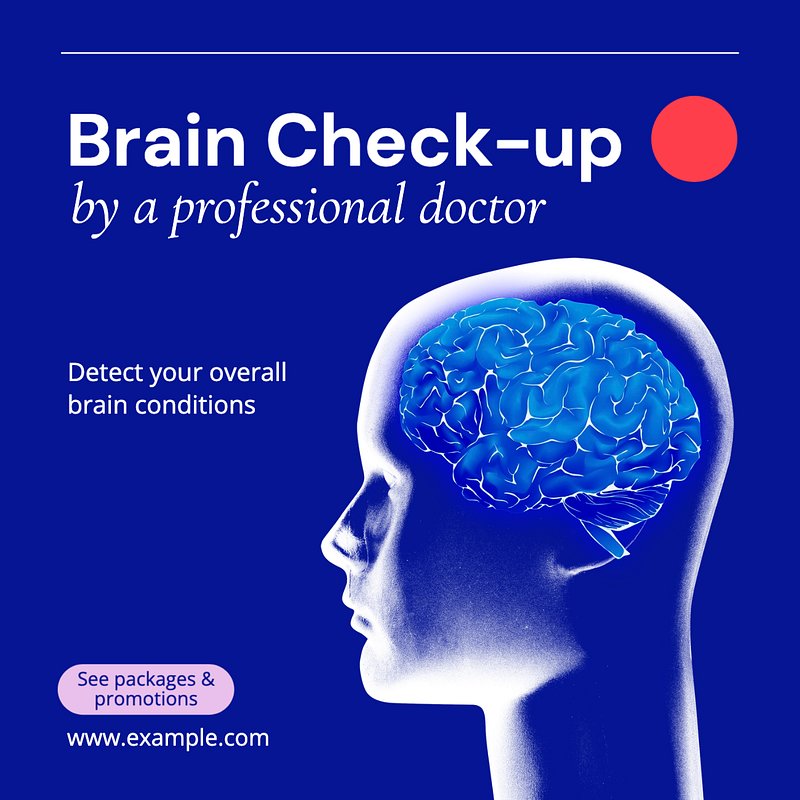 Brain Check-up
by a professional doctor
Detect your overall
brain conditions
See packages &
promotions
www.example.com